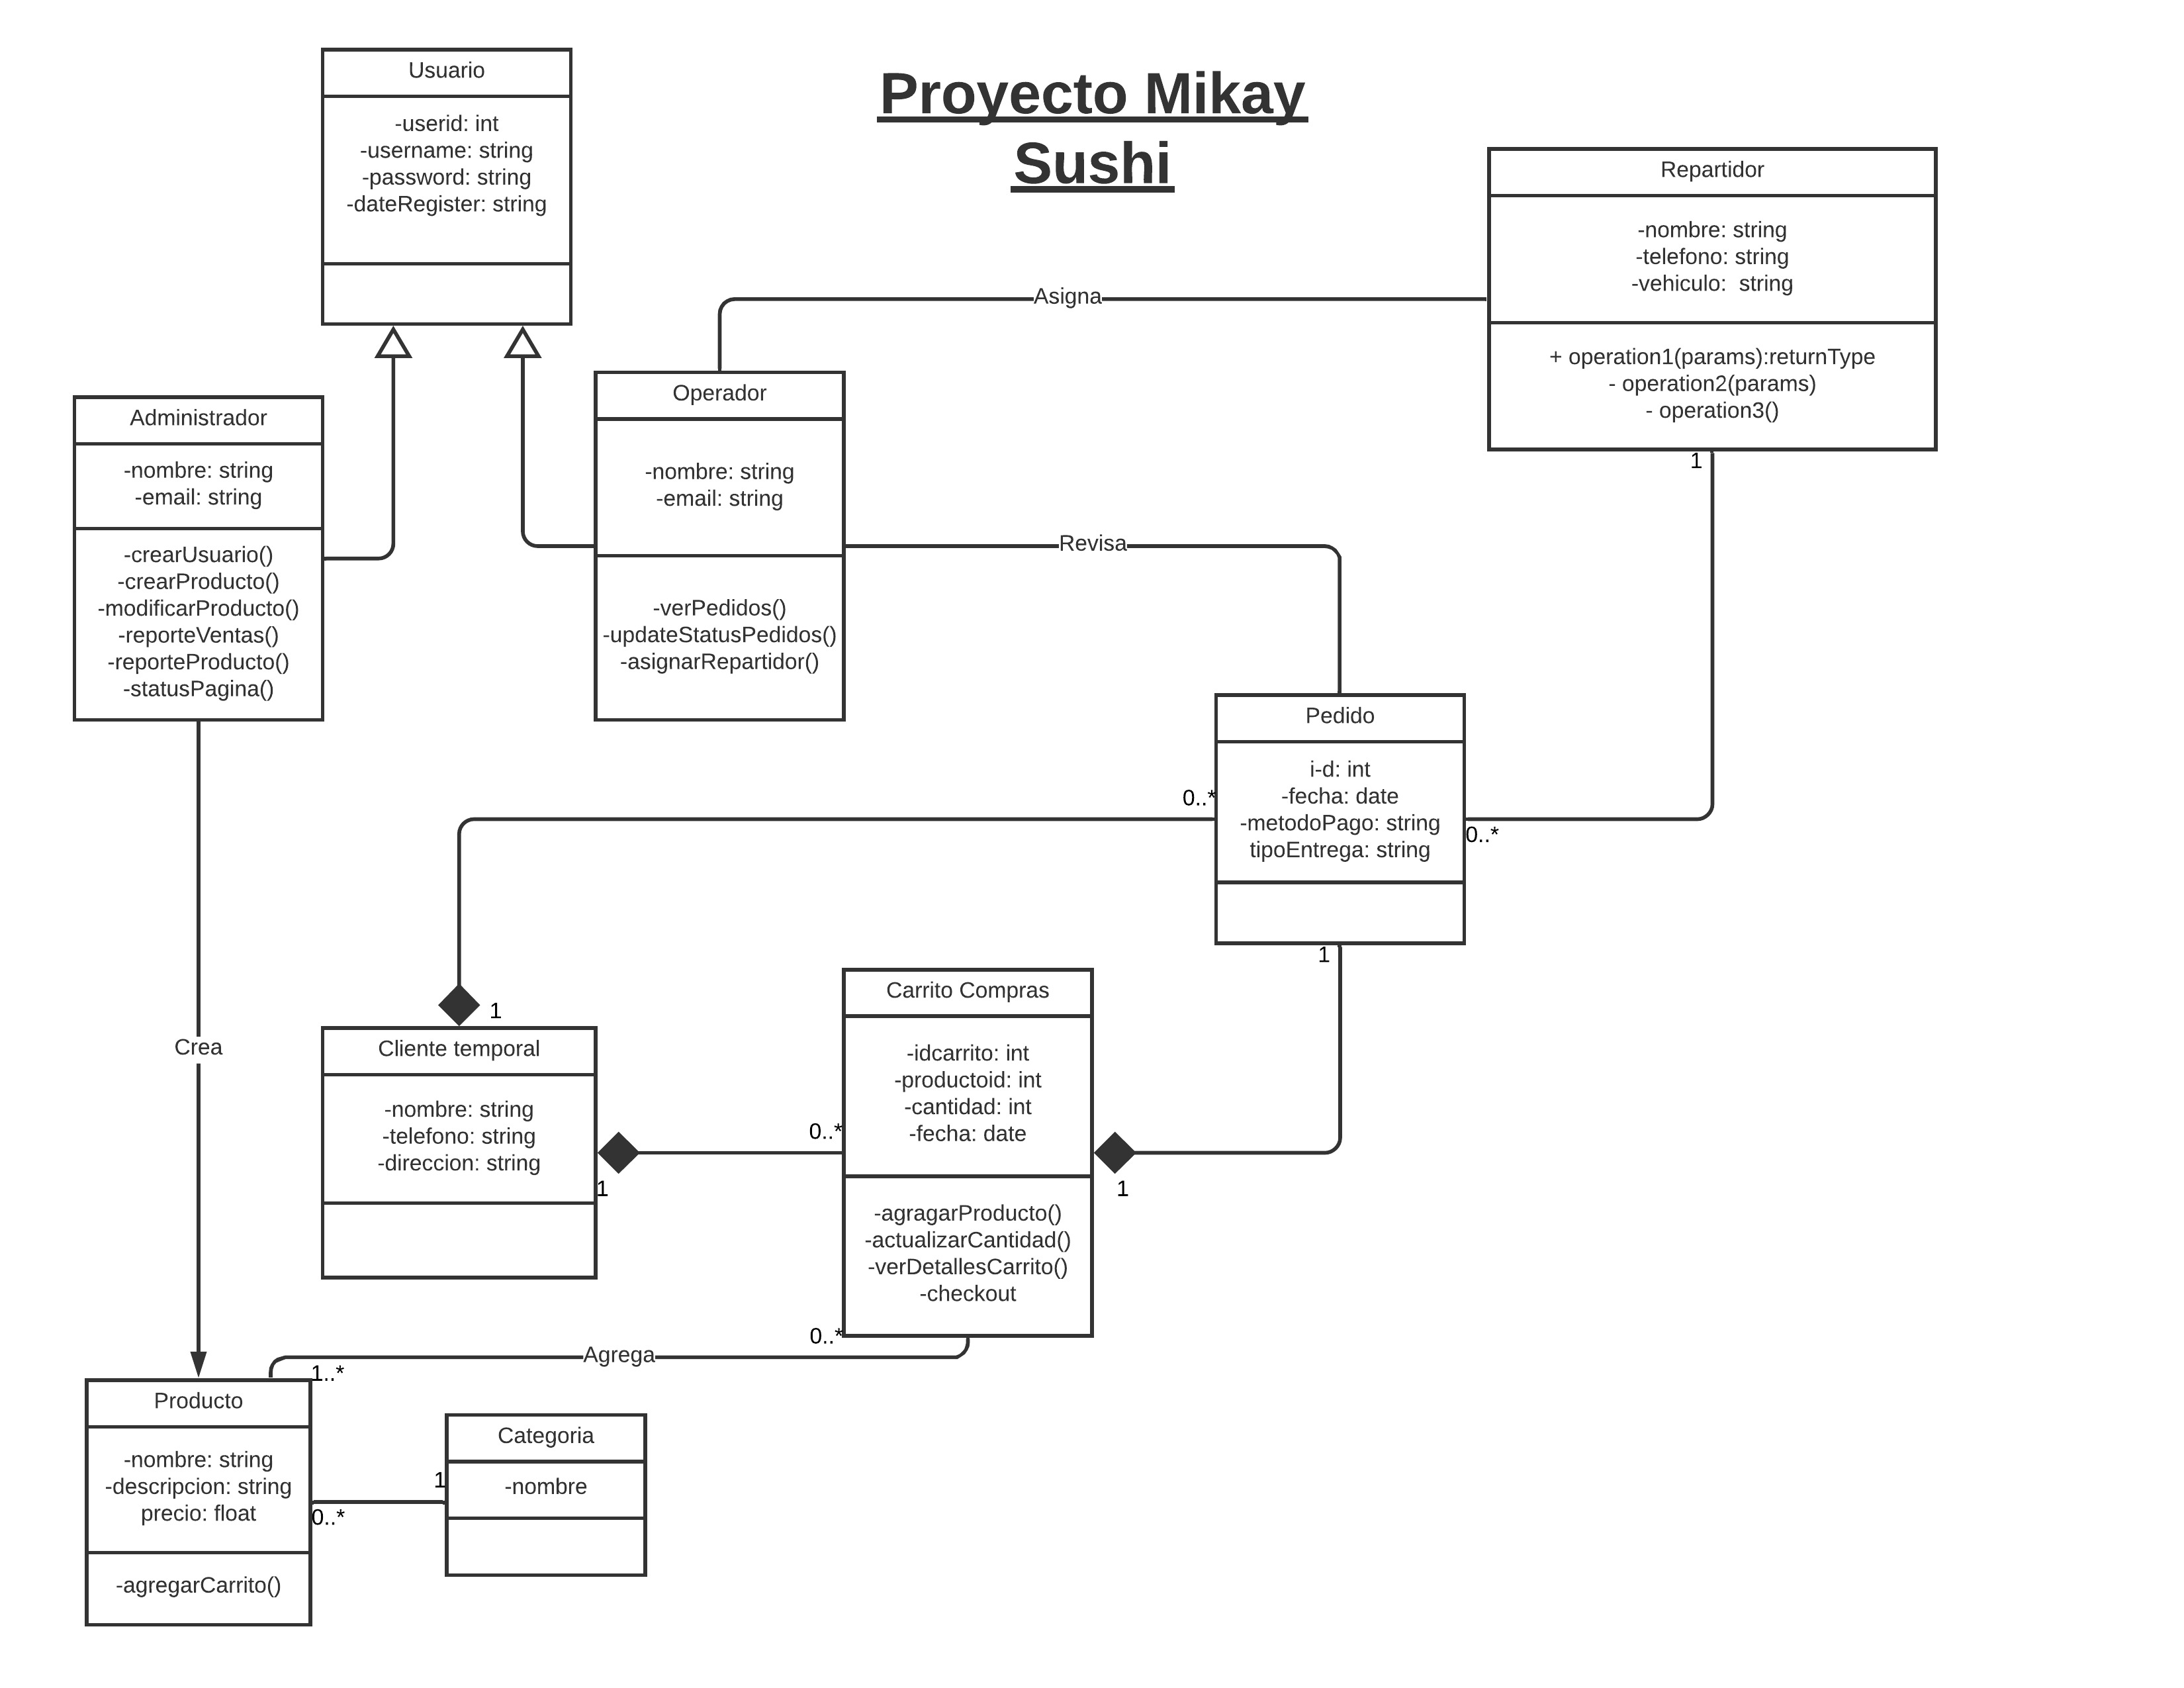 Proyecto Mikay
Sushi
Usuario
-userid: int
-username: string
-password: string
-dateRegister: string
Repartidor
-nombre: string
-telefono: string
-vehiculo:  string
+ operation1(params):returnType
- operation2(params)
- operation3()
1
Asigna
Administrador
-nombre: string
-email: string
-crearUsuario()
-crearProducto()
-modificarProducto()
-reporteVentas()
-reporteProducto()
-statusPagina()
Operador
-nombre: string
-email: string
-verPedidos()
-updateStatusPedidos()
-asignarRepartidor()
Revisa
Pedido
i-d: int
-fecha: date
-metodoPago: string
tipoEntrega: string
0..*
0..*
1
Crea
1
Cliente temporal
-nombre: string
-telefono: string
-direccion: string
1
0..*
Carrito Compras
-idcarrito: int
-productoid: int
-cantidad: int
-fecha: date
-agragarProducto()
-actualizarCantidad()
-verDetallesCarrito()
-checkout
1
0..*
Agrega
1..*
Producto
-nombre: string
-descripcion: string
precio: float
-agregarCarrito()
1
0..*
Categoria
-nombre